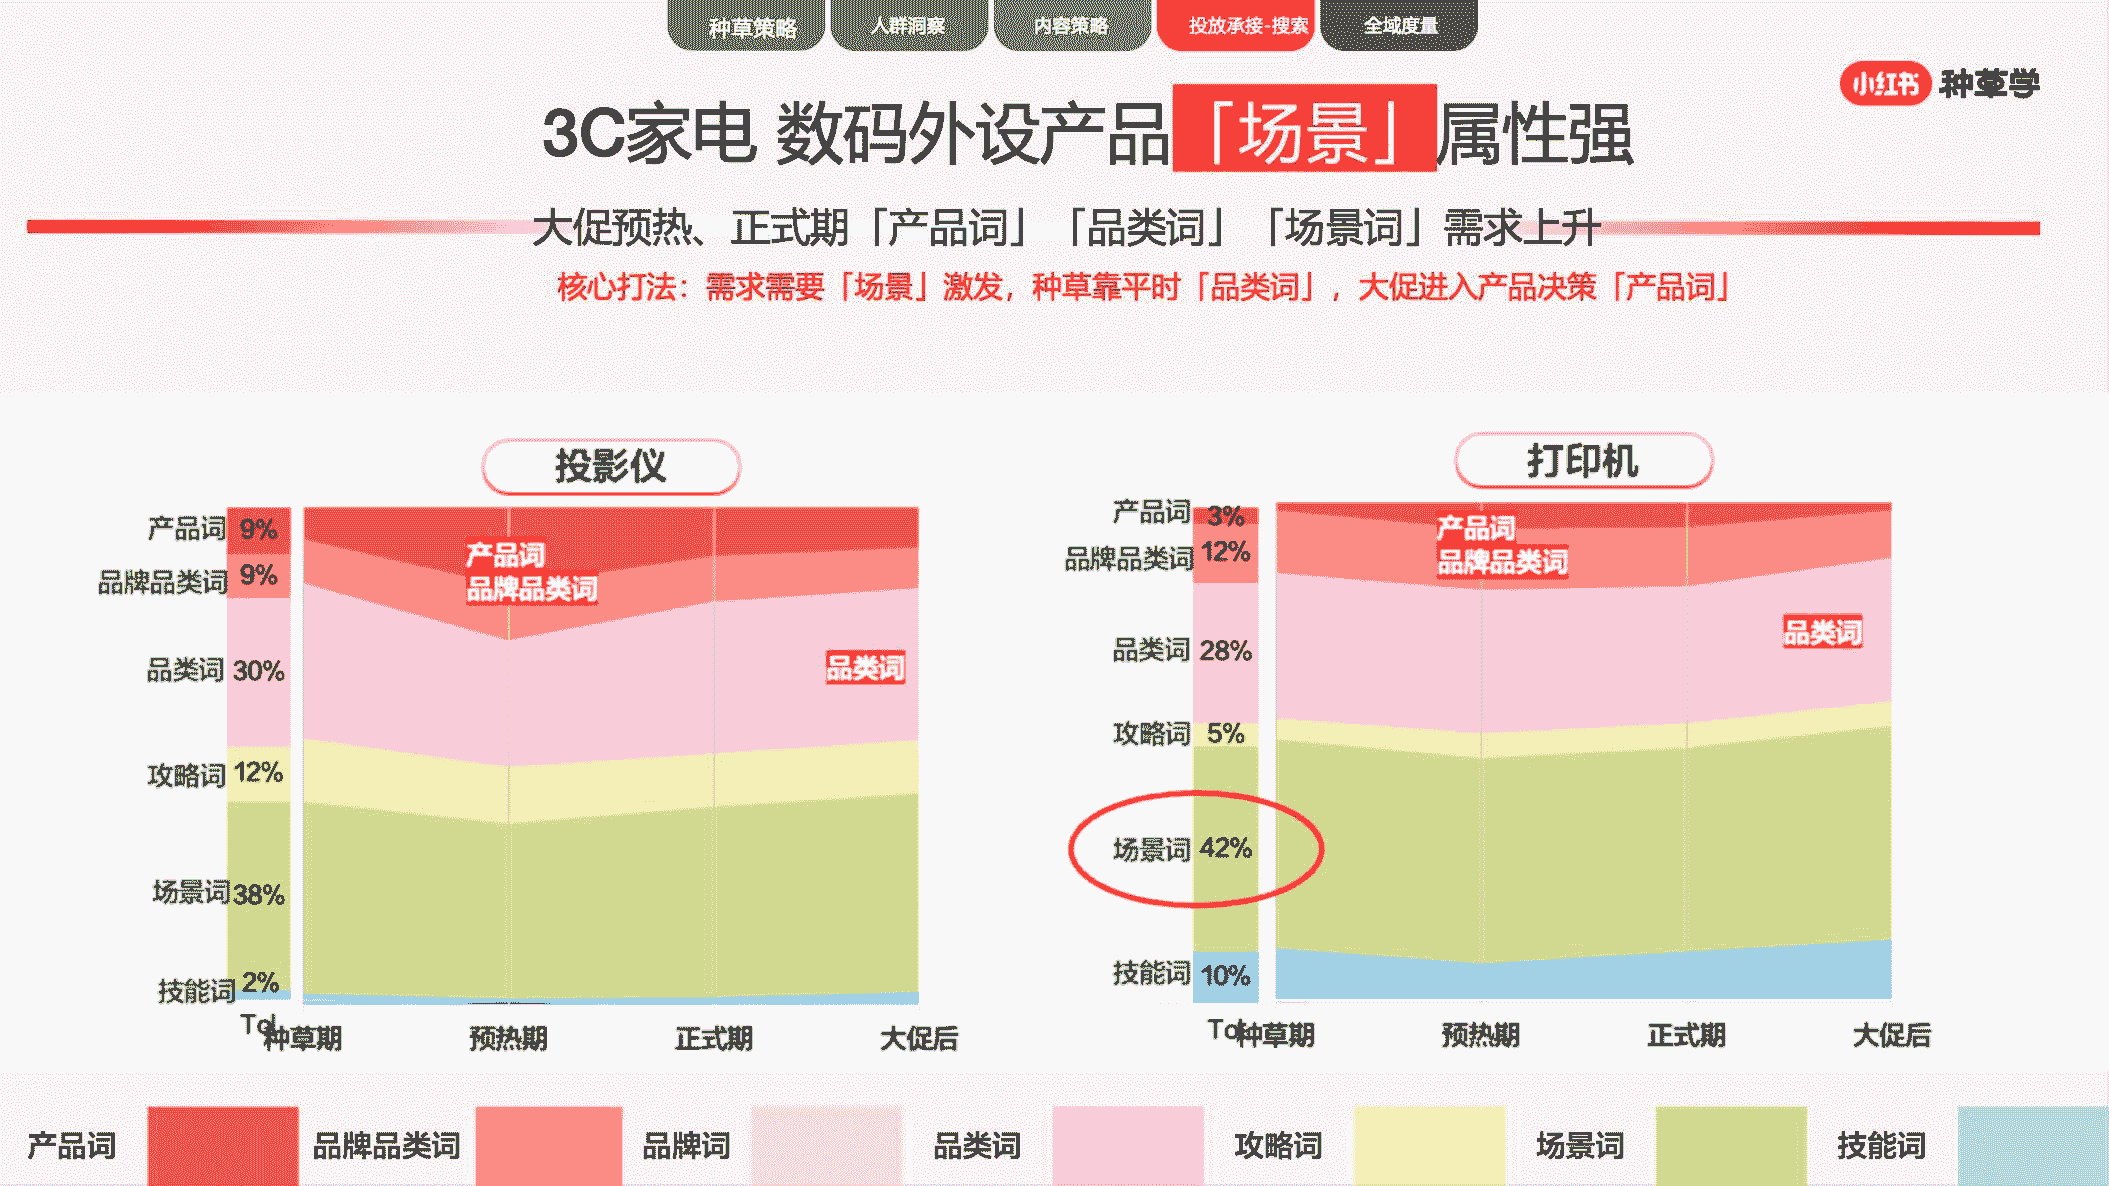 种草策略
人群洞察
内容策略
投放承接-搜索
全域度量
小红书 种草学
3C家电 数码外设产品「场景」属性强
大促预热、正式期「产品词」「品类词」「场景词」需求上升
核心打法：需求需要「场景」激发，种草靠平时「品类词」，大促进入产品决策「产品词」
投影仪
产品词 9%
品牌品类词 9%
品类词 30%
攻略词 12%
场景词 38%
技能词 2%
产品词
品牌品类词
品类词
种草期 预热期 正式期 大促后
打印机
产品词 3%
品牌品类词 12%
品类词 28%
攻略词 5%
场景词 42%
技能词 10%
产品词
品牌品类词
品类词
种草期 预热期 正式期 大促后
产品词 品牌品类词 品牌词 品类词 攻略词 场景词 技能词